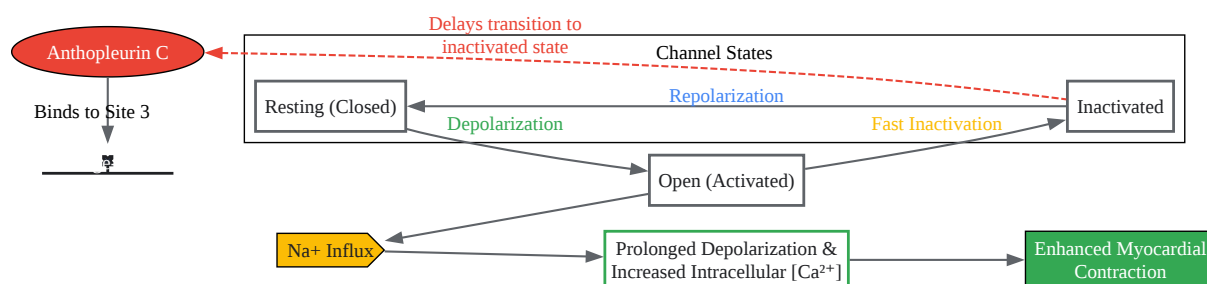 Delays transition to
inactivated state
Anthopleurin C
Channel States
Binds to Site 3
Resting (Closed)
Repolarization
Inactivated
Depolarization
Fast Inactivation
Open (Activated)
Na+ Influx
Prolonged Depolarization &
Increased Intracellular [Ca²⁺]
Enhanced Myocardial
Contraction